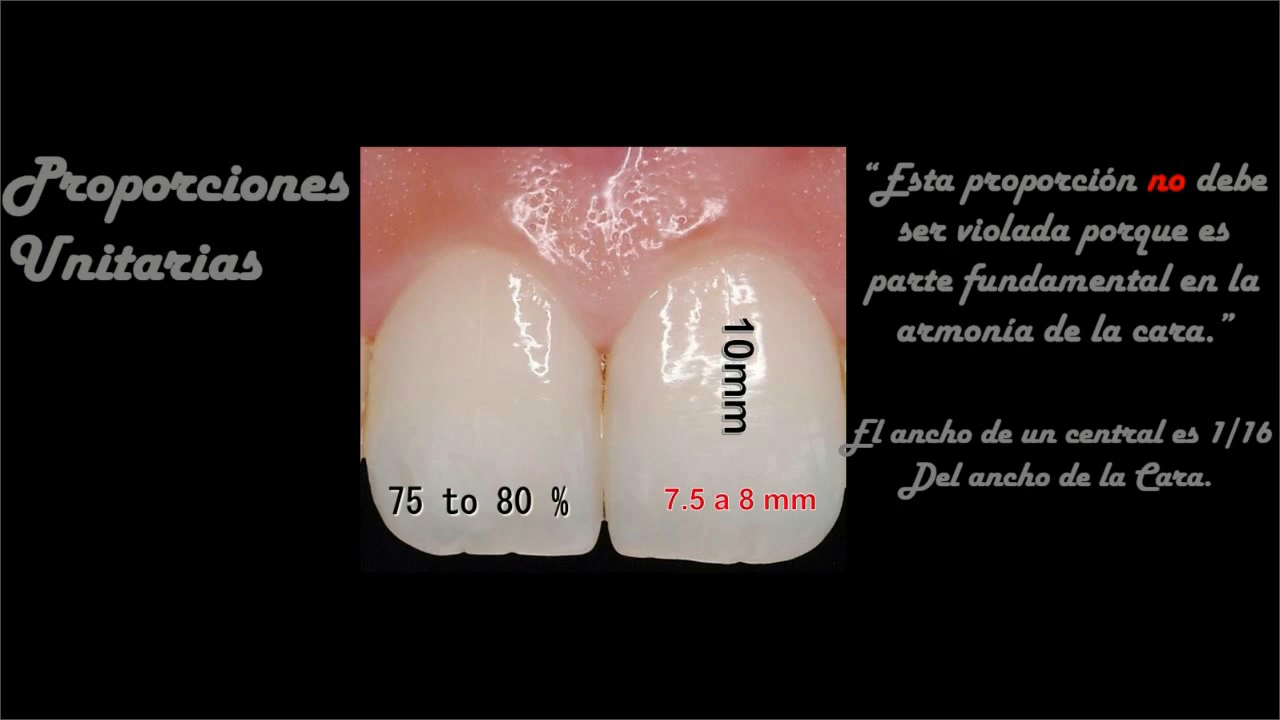 Proporciones
Unitarias
10mm
75 to 80 %
7.5 a 8 mm
“Esta proporción no debe
ser violada porque es
parte fundamental en la
armonía de la cara.”
El ancho de un central es 1/16
Del ancho de la Cara.